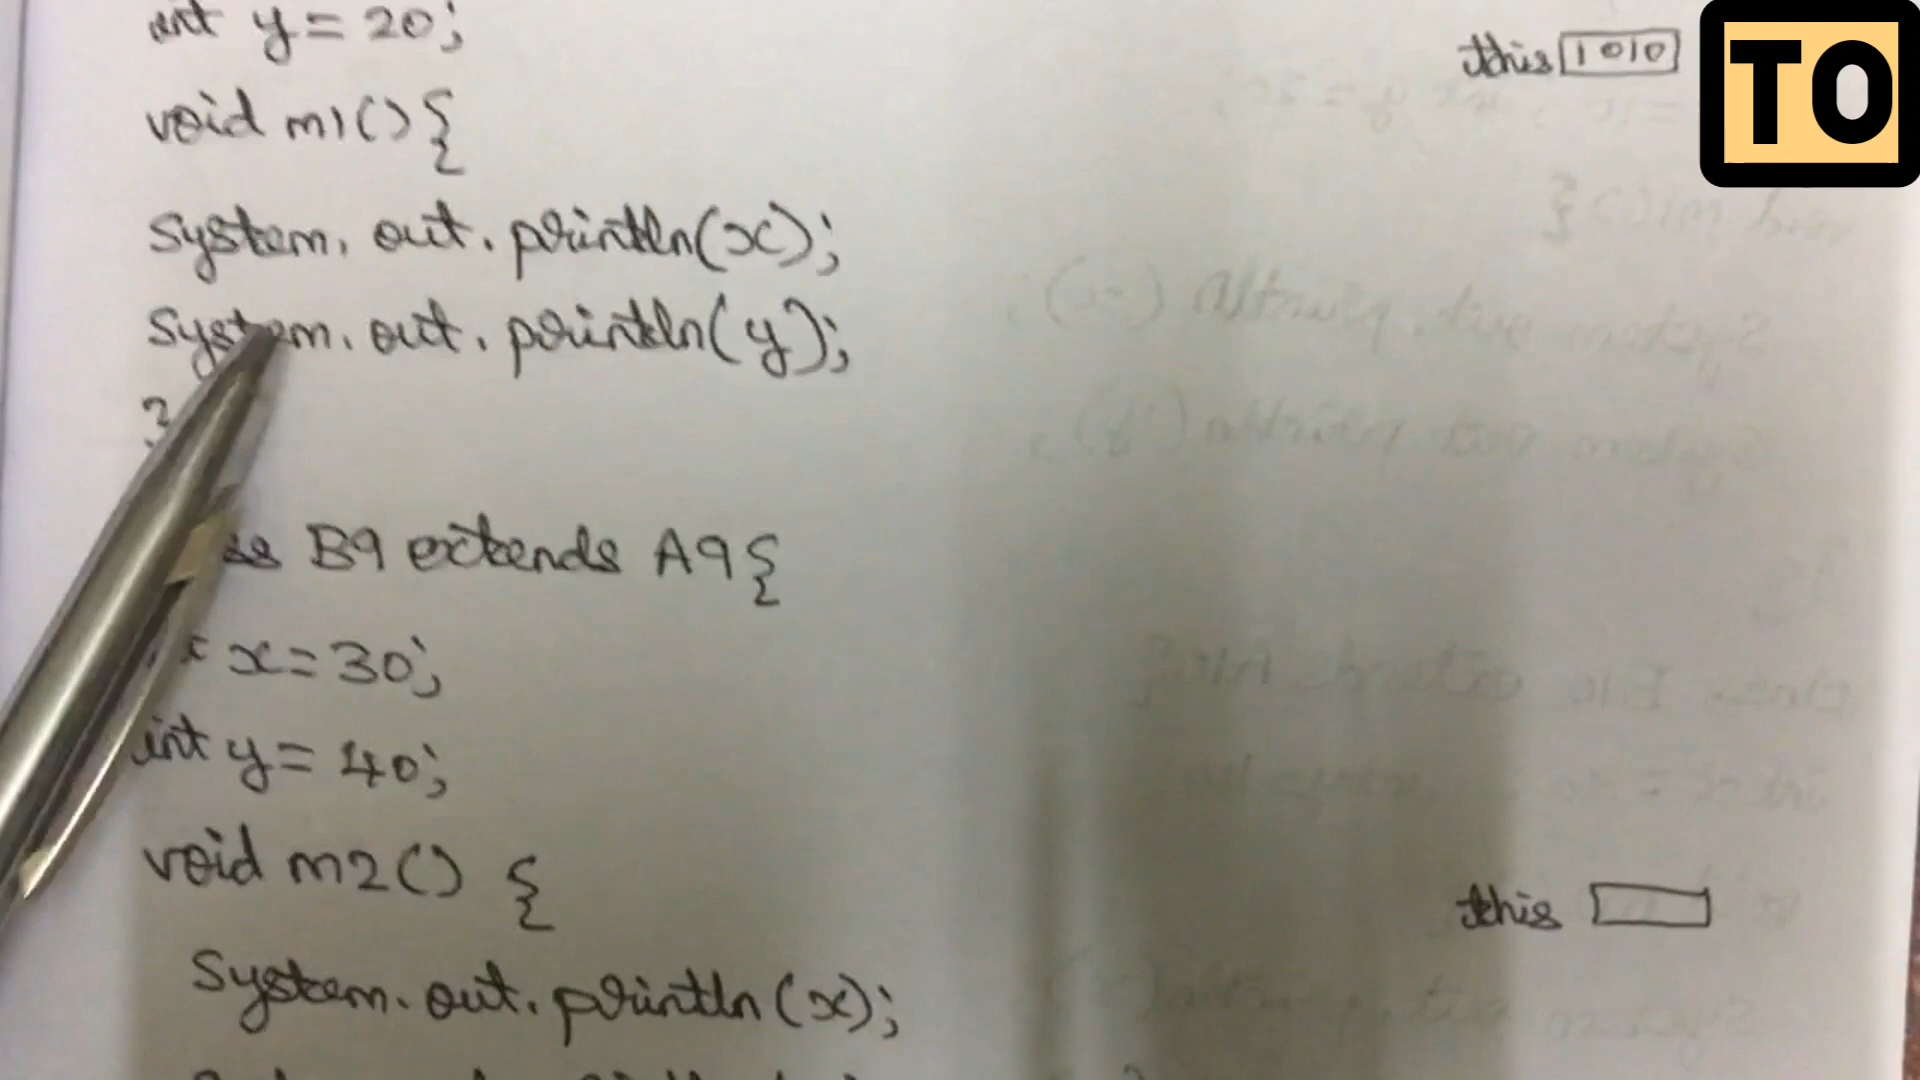 int y = 20;
this 1010
TO
void m1() {
System. out. println(x);
System. out. println(y);
}
B9 extends A9 {
x = 30;
int y = 40;
void m2() {
this
System. out. println (x);